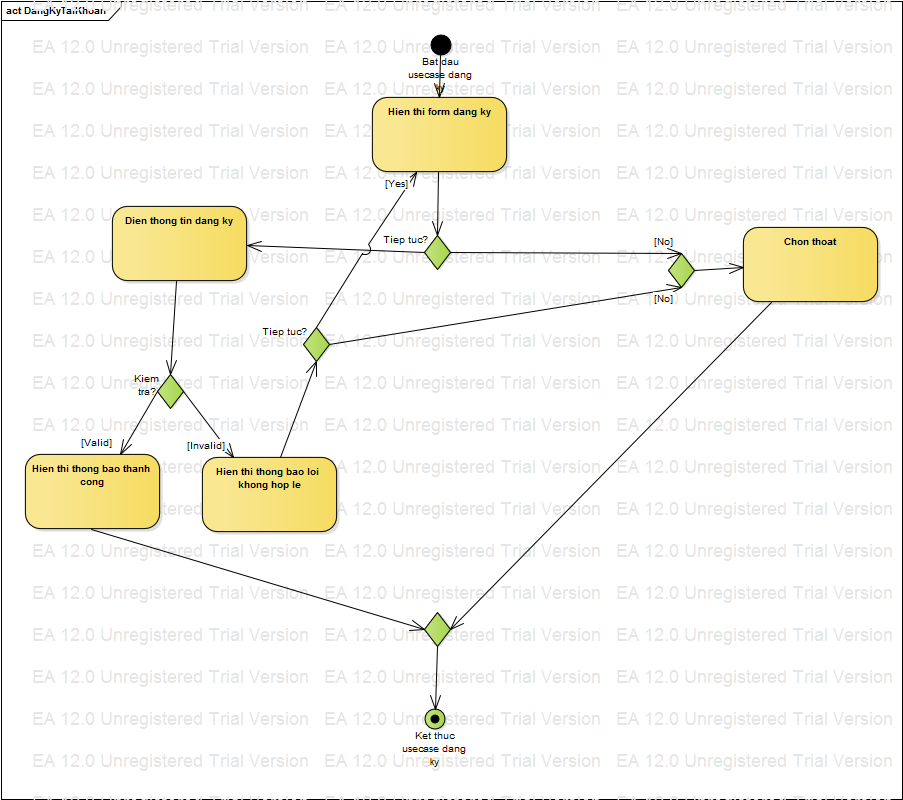 act DangKyTaiKhoan
EA 12.0 Unregistered Trial Version
Bat dau
usecase dang
ky
Hien thi form dang ky
[Yes]
Dien thong tin dang ky
Tiep tuc?
[No]
Chon thoat
[No]
Tiep tuc?
Kiem
tra?
[Valid]
[Invalid]
Hien thi thong bao thanh
cong
Hien thi thong bao loi
khong hop le
Ket thuc
usecase dang
ky